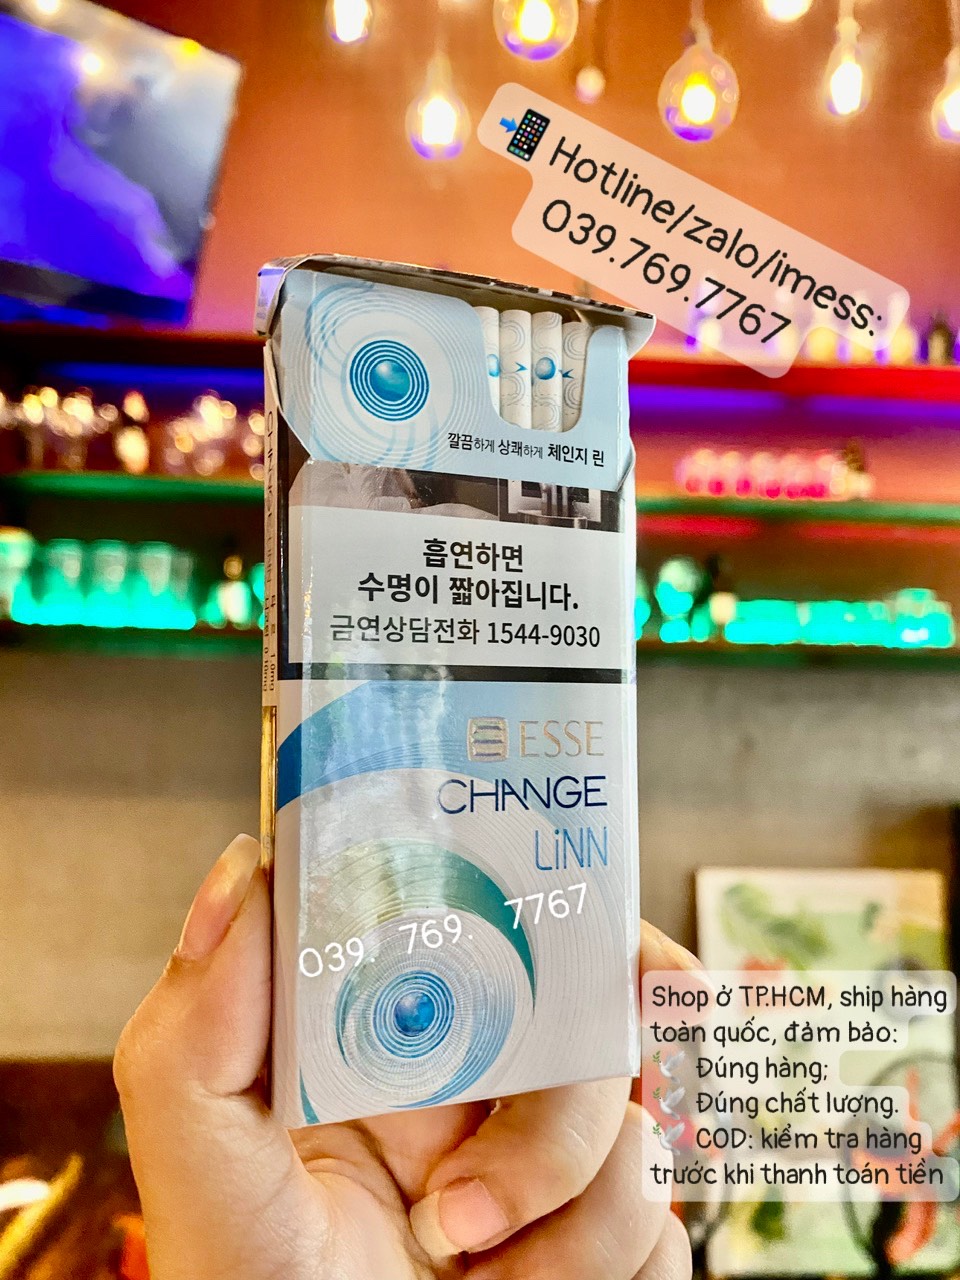 Hotline/zalo/imess:
039.769.7767
깔끔하게 상쾌하게 체인지 린
흡연하면
수명이 짧아집니다.
금연상담전화 1544-9030
ESSE
CHANGE
LiNN
039. 769. 7767
Shop ở TP.HCM, ship hàng
toàn quốc, đảm bảo:
Đúng hàng;
Đúng chất lượng.
COD: kiểm tra hàng
trước khi thanh toán tiền